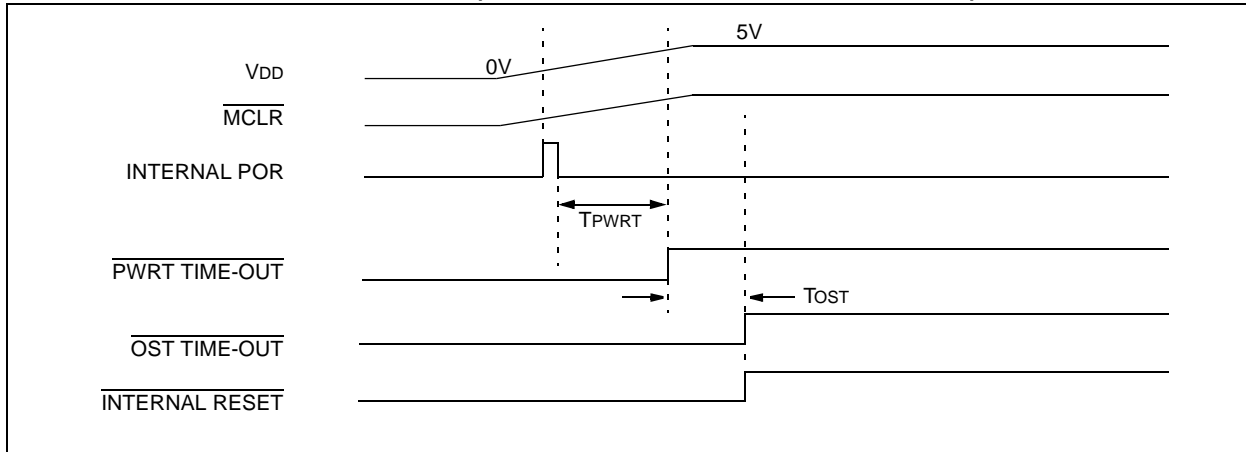 5V
0V
VDD
MCLR
INTERNAL POR
TPWRT
PWRT TIME-OUT
TOST
OST TIME-OUT
INTERNAL RESET